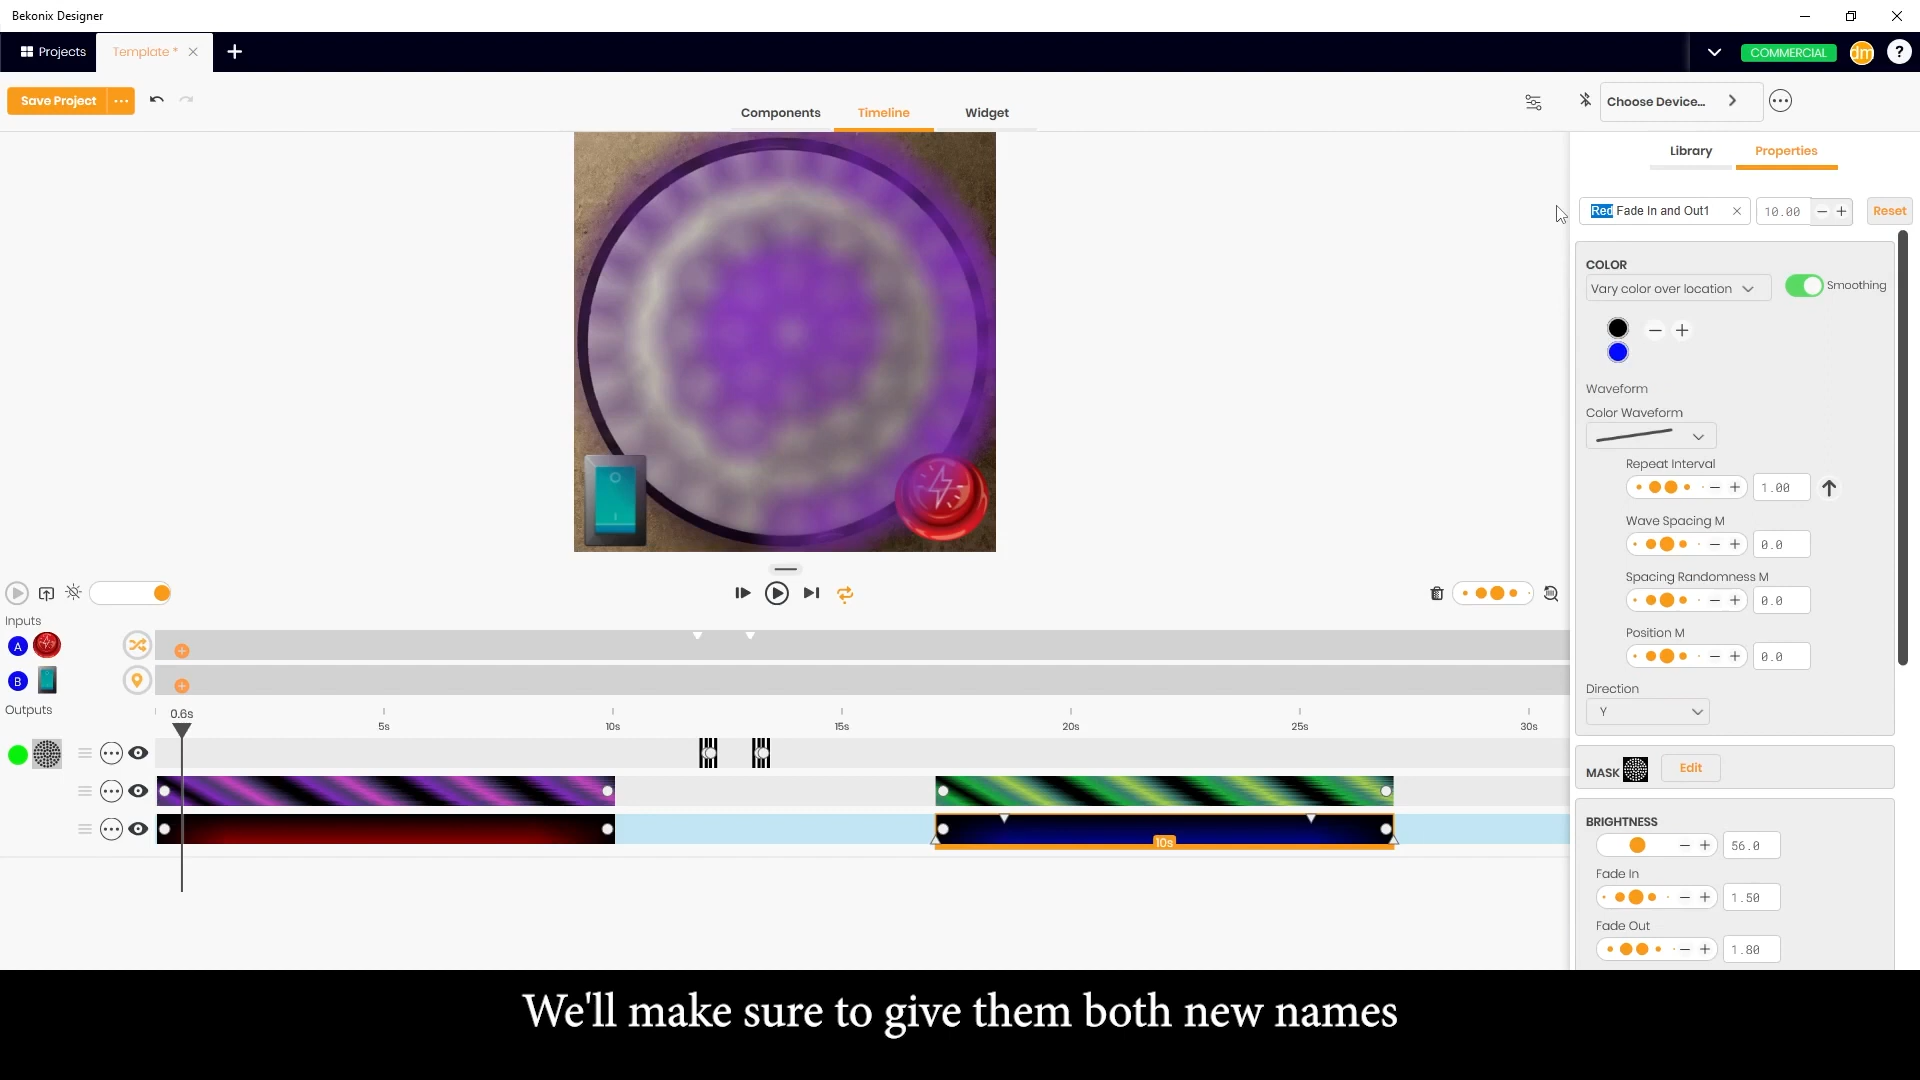 Bekonix Designer
Projects
Template *
COMMERCIAL
dm
?
Save Project
Components
Timeline
Widget
Choose Device...
Library
Properties
Red Fade In and Out1
10.00
Reset
COLOR
Vary color over location
Smoothing
Waveform
Color Waveform
Repeat Interval
1.00
Wave Spacing M
0.0
Spacing Randomness M
0.0
Position M
0.0
Direction
Y
MASK
Edit
BRIGHTNESS
56.0
Fade In
1.50
Fade Out
1.80
Inputs
A
B
Outputs
0.6s
5s
10s
15s
20s
25s
30s
10s
We'll make sure to give them both new names